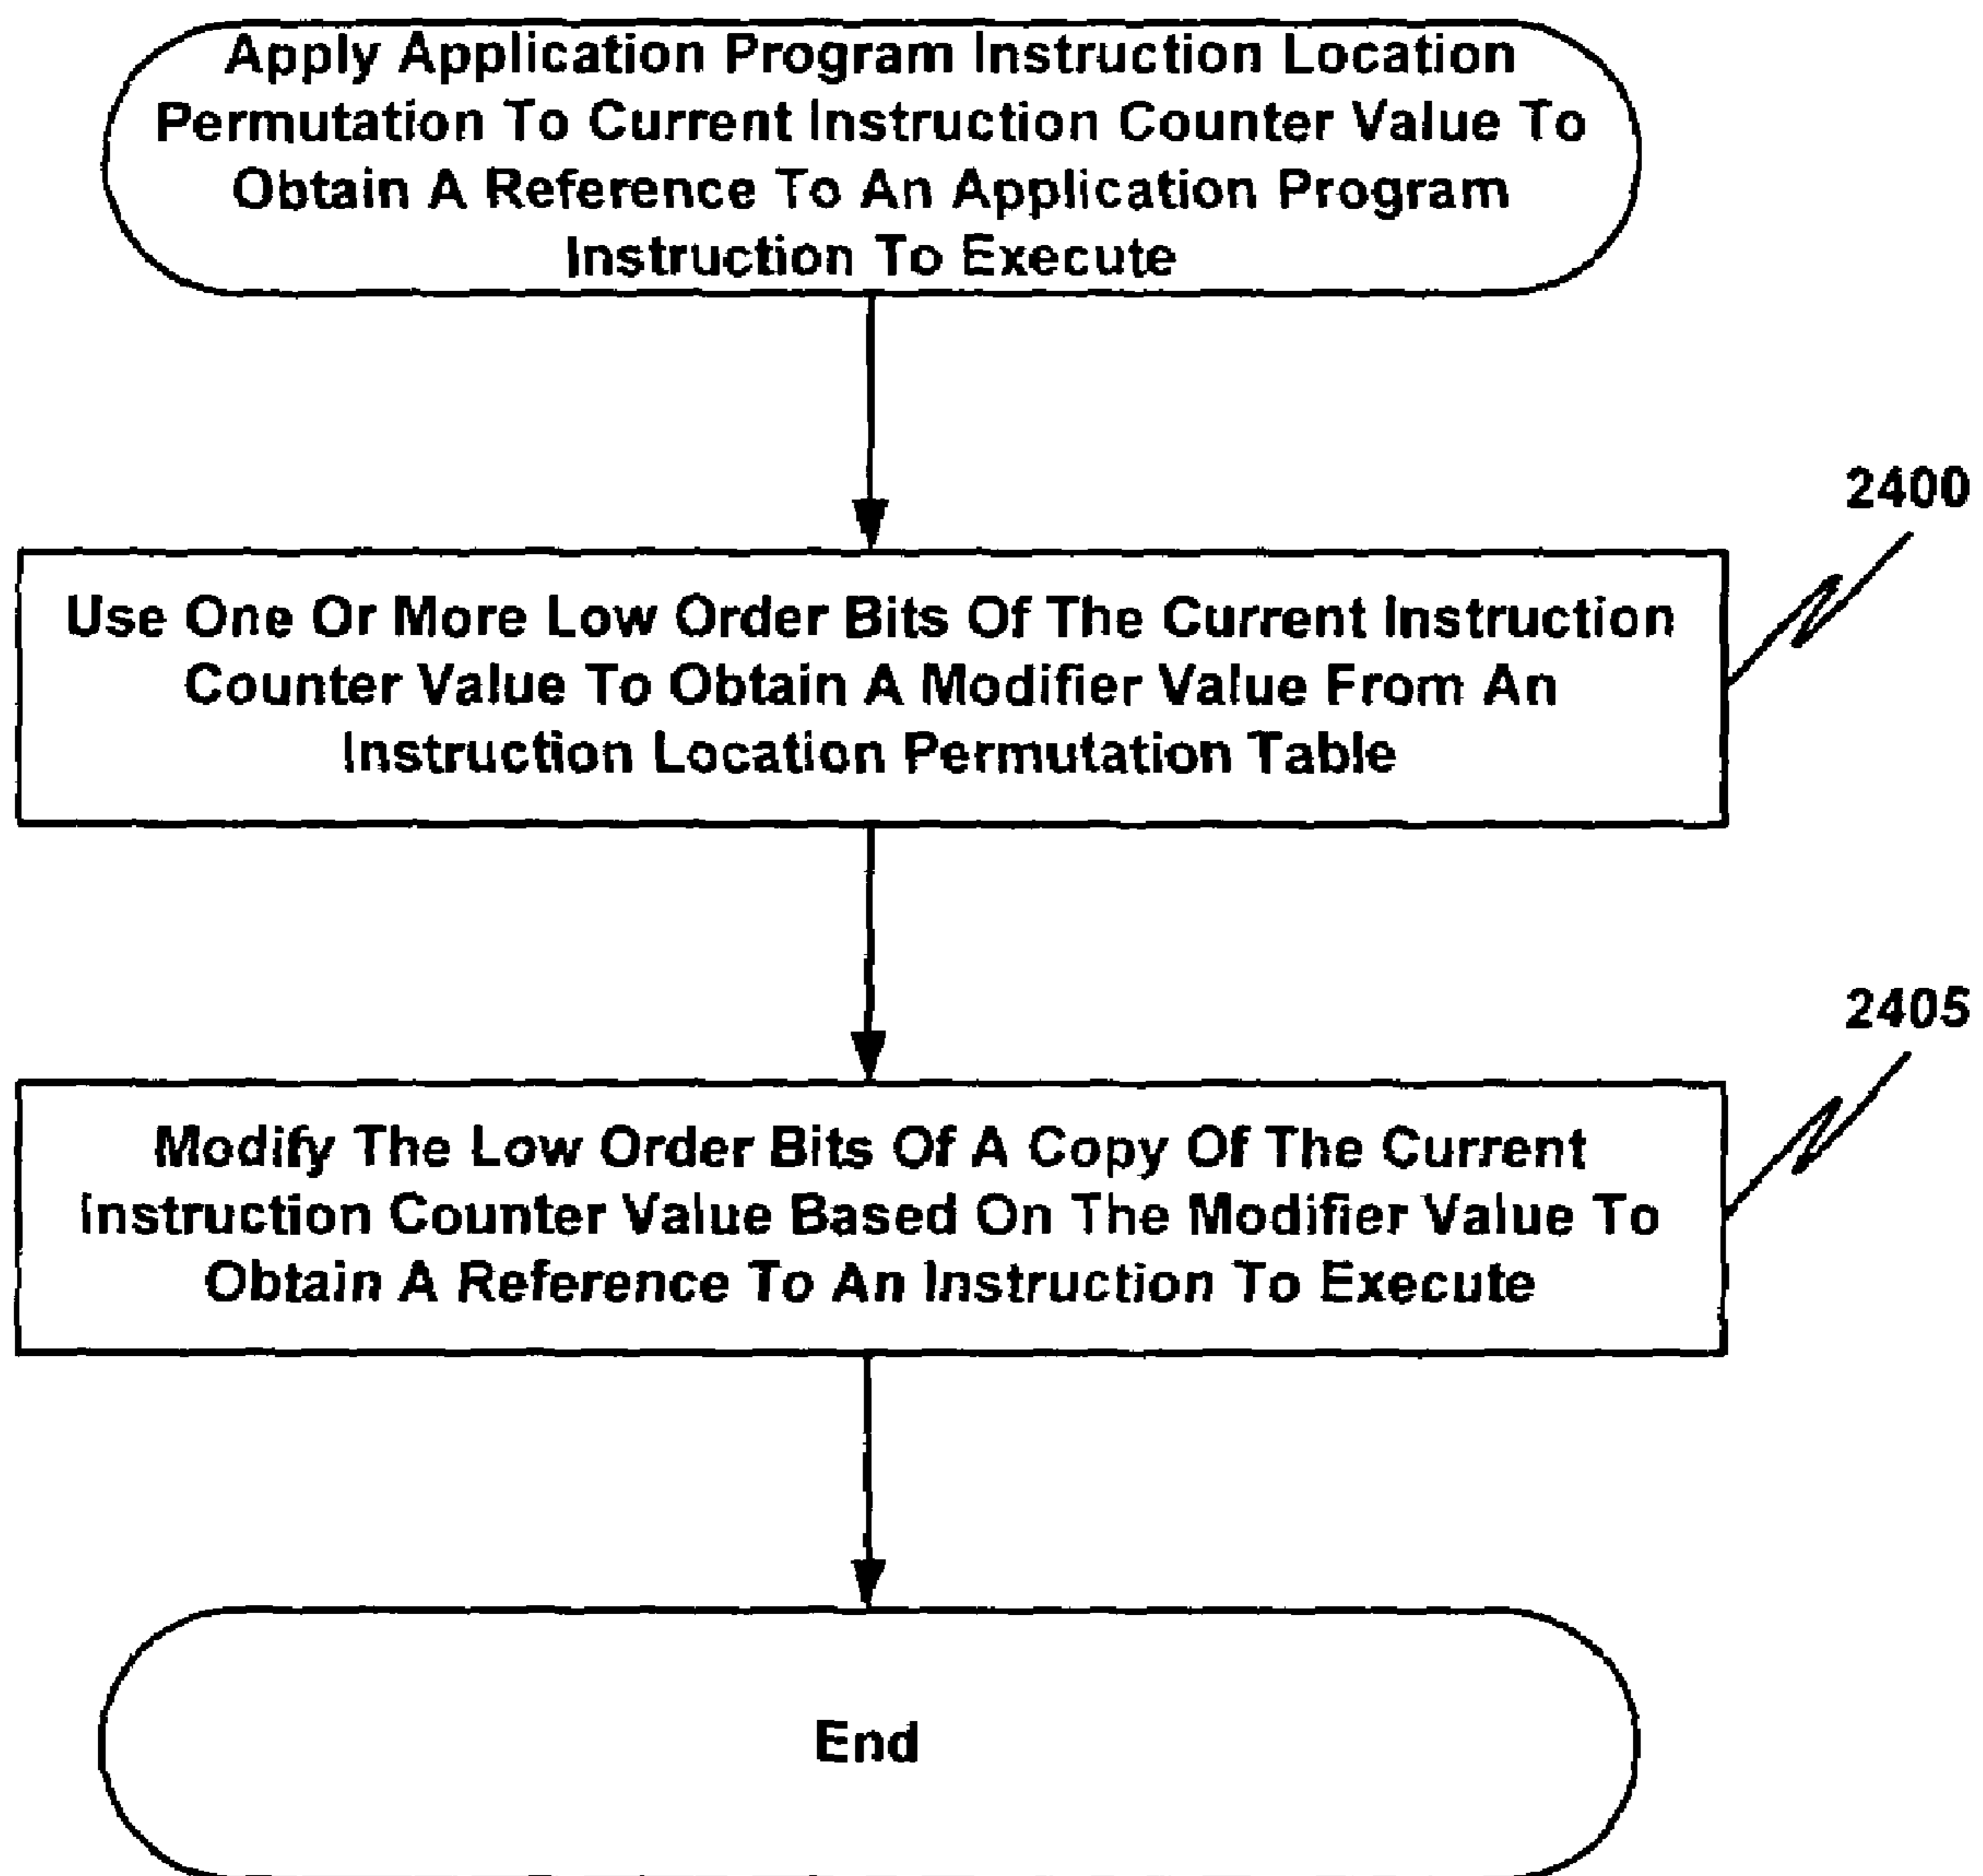 Apply Application Program Instruction Location
Permutation To Current Instruction Counter Value To
Obtain A Reference To An Application Program
Instruction To Execute
2400
Use One Or More Low Order Bits Of The Current Instruction
Counter Value To Obtain A Modifier Value From An
Instruction Location Permutation Table
2405
Modify The Low Order Bits Of A Copy Of The Current
Instruction Counter Value Based On The Modifier Value To
Obtain A Reference To An Instruction To Execute
End